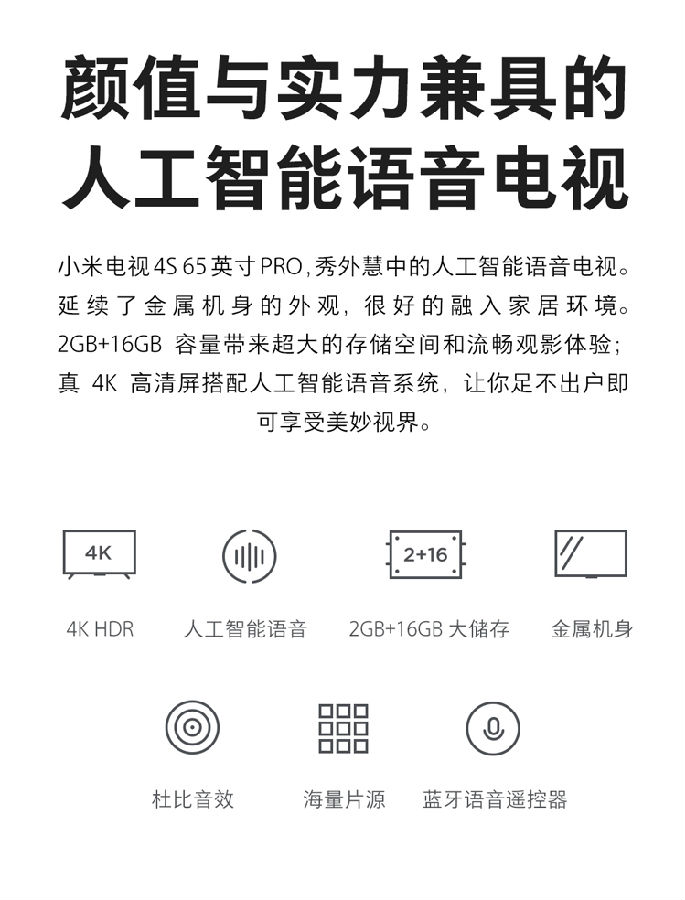 颜值与实力兼具的
人工智能语音电视
小米电视4S 65英寸PRO,秀外慧中的人工智能语音电视。
延续了金属机身的外观,很好的融入家居环境。
2GB+16GB 容量带来超大的存储空间和流畅观影体验;
真 4K 高清屏搭配人工智能语音系统,让你足不出户即
可享受美妙视界。
4K
2+16
4K HDR
人工智能语音
2GB+16GB 大储存
金属机身
杜比音效
海量片源
蓝牙语音遥控器